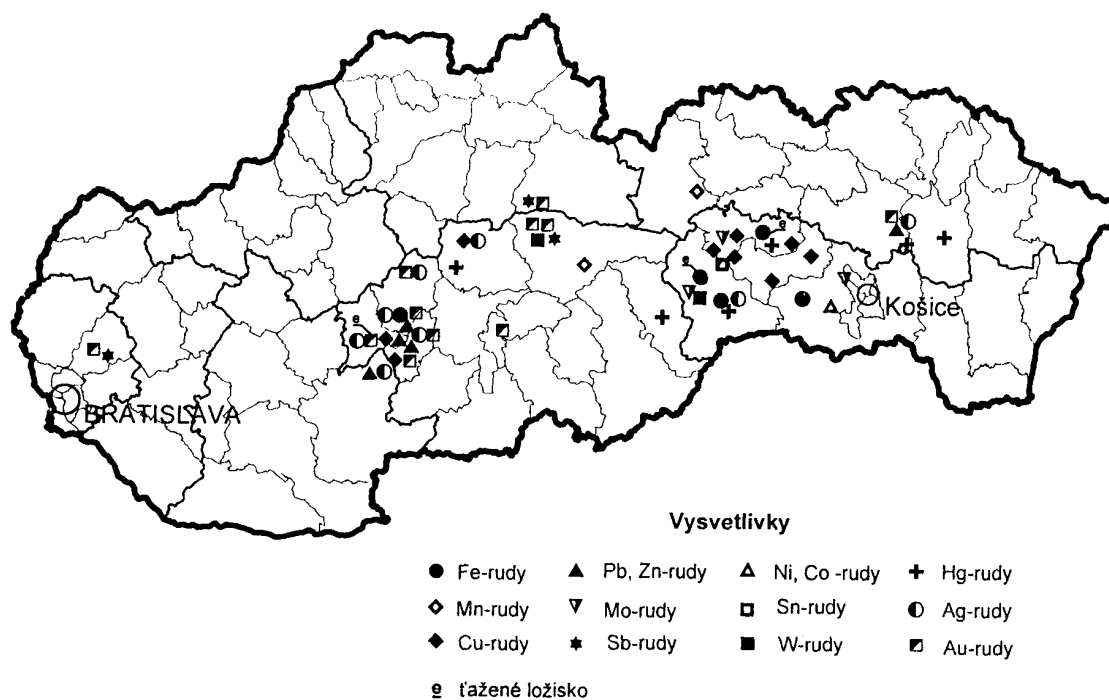 e
e
e
Košice
BRATISLAVA
Vysvetlivky
Fe-rudy Pb, Zn-rudy Ni, Co -rudy Hg-rudy
Mn-rudy Mo-rudy Sn-rudy Ag-rudy
Cu-rudy Sb-rudy W-rudy Au-rudy
e ťažené ložisko